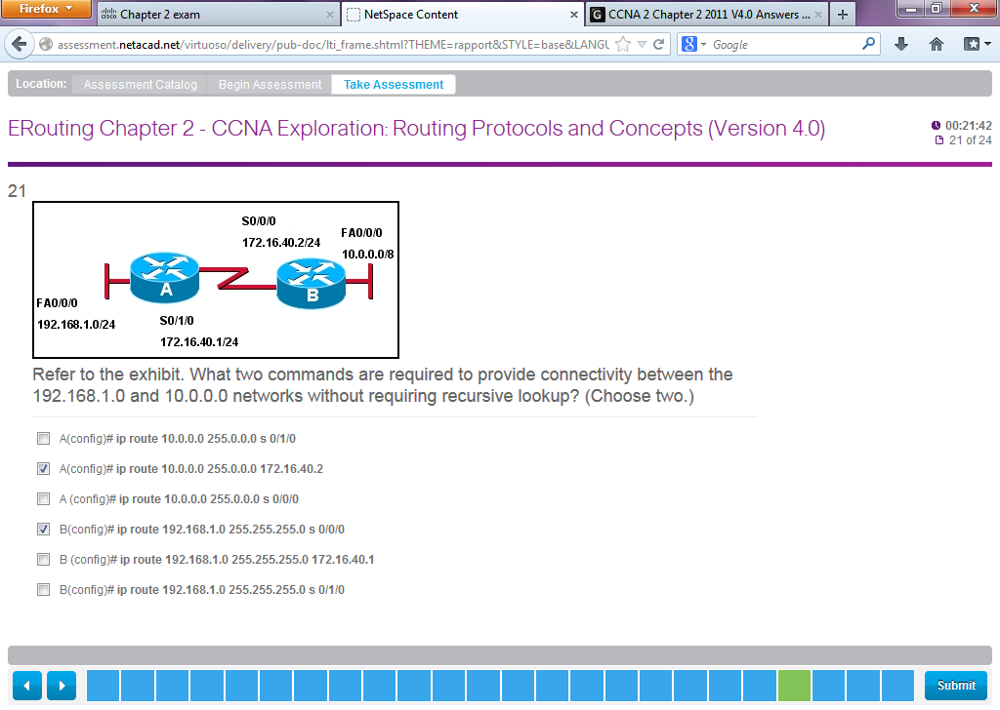 Firefox
cisco Chapter 2 exam
NetSpace Content
G CCNA 2 Chapter 2 2011 V4.0 Answers ...
assessment.netacad.net/virtuoso/delivery/pub-doc/lti_frame.shtml?THEME=rapport&STYLE=base&LANGU
8 Google
Location: Assessment Catalog Begin Assessment Take Assessment
ERouting Chapter 2 - CCNA Exploration: Routing Protocols and Concepts (Version 4.0)
00:21:42
21 of 24
21
S0/0/0
172.16.40.2/24
FA0/0/0
10.0.0.0/8
A
B
FA0/0/0
192.168.1.0/24
S0/1/0
172.16.40.1/24
Refer to the exhibit. What two commands are required to provide connectivity between the
192.168.1.0 and 10.0.0.0 networks without requiring recursive lookup? (Choose two.)
A(config)# ip route 10.0.0.0 255.0.0.0 s 0/1/0
A(config)# ip route 10.0.0.0 255.0.0.0 172.16.40.2
A (config)# ip route 10.0.0.0 255.0.0.0 s 0/0/0
B(config)# ip route 192.168.1.0 255.255.255.0 s 0/0/0
B (config)# ip route 192.168.1.0 255.255.255.0 172.16.40.1
B(config)# ip route 192.168.1.0 255.255.255.0 s 0/1/0
Submit